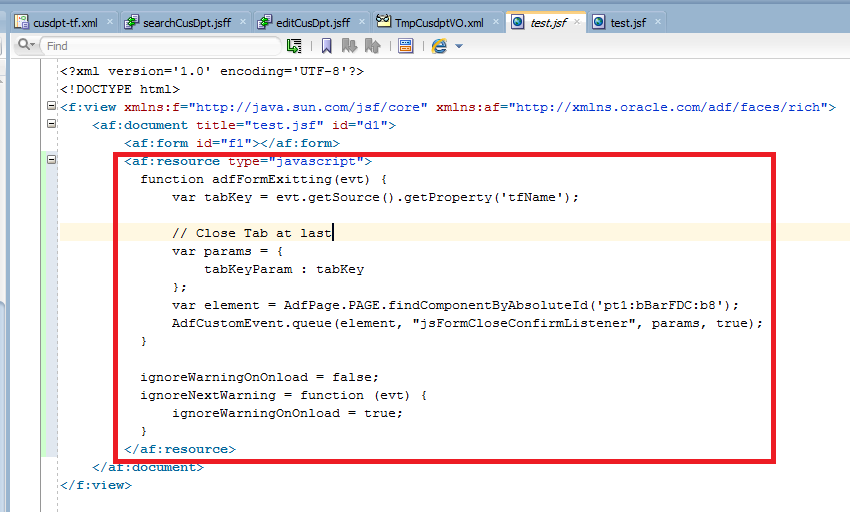 cusdpt-tf.xml searchCusDpt.jsff editCusDpt.jsff TmpCusdptVO.xml test.jsf test.jsf
Find
<?xml version='1.0' encoding='UTF-8'?>
<!DOCTYPE html>
<f:view xmlns:f="http://java.sun.com/jsf/core" xmlns:af="http://xmlns.oracle.com/adf/faces/rich">
    <af:document title="test.jsf" id="d1">
        <af:form id="f1"></af:form>
        <af:resource type="javascript">
          function adfFormExitting(evt) {
              var tabKey = evt.getSource().getProperty('tfName');
              // Close Tab at last
              var params = {
                  tabKeyParam : tabKey
              };
              var element = AdfPage.PAGE.findComponentByAbsoluteId('pt1:bBarFDC:b8');
              AdfCustomEvent.queue(element, "jsFormCloseConfirmListener", params, true);
          }
          ignoreWarningOnOnload = false;
          ignoreNextWarning = function (evt) {
              ignoreWarningOnOnload = true;
          }
        </af:resource>
    </af:document>
</f:view>